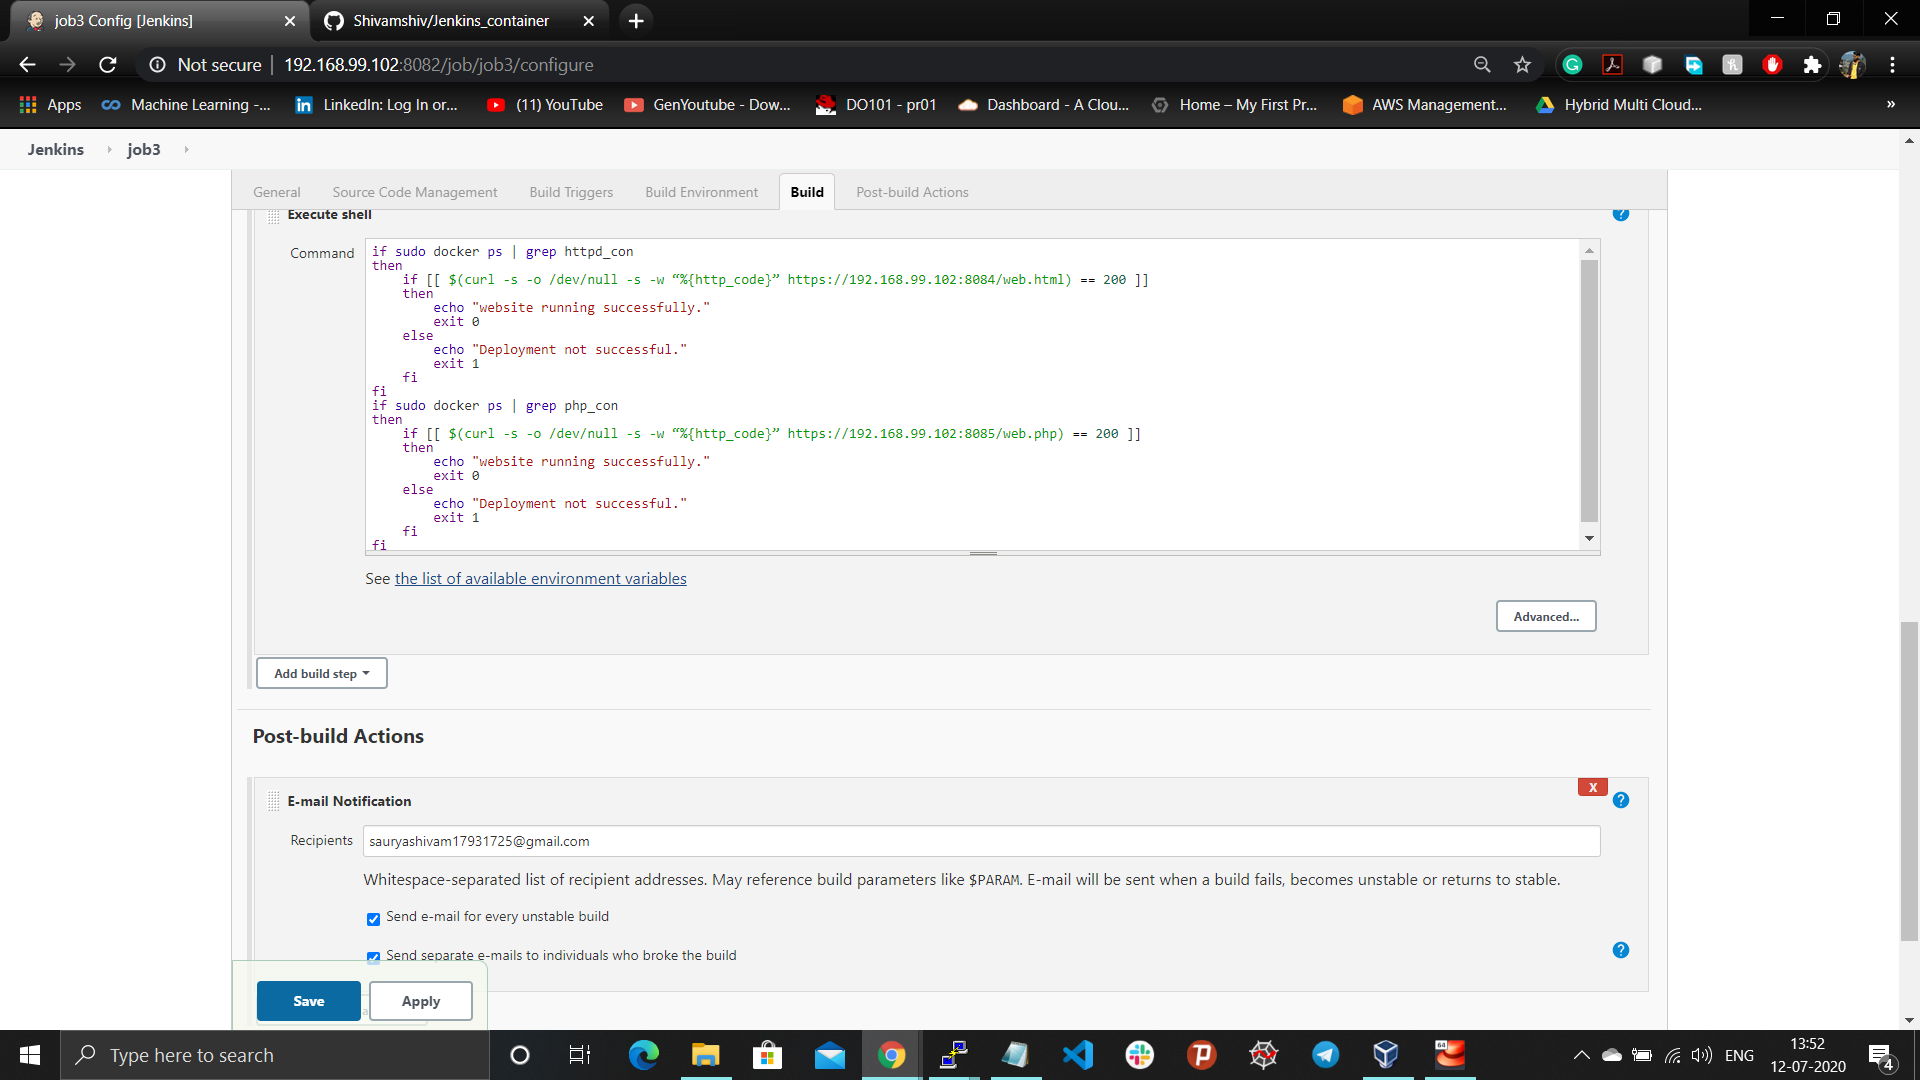 job3 Config [Jenkins]
Shivamshiv/Jenkins_container
Not secure
192.168.99.102:8082/job/job3/configure
Apps
Machine Learning -...
LinkedIn: Log In or...
(11) YouTube
GenYoutube - Dow...
DO101 - pr01
Dashboard - A Clou...
Home – My First Pr...
AWS Management...
Hybrid Multi Cloud...
»
Jenkins
job3
General
Source Code Management
Build Triggers
Build Environment
Build
Post-build Actions
Execute shell
Command
if sudo docker ps | grep httpd_con
then
if [[ $(curl -s -o /dev/null -s -w “%{http_code}” https://192.168.99.102:8084/web.html) == 200 ]]
then
echo "website running successfully."
exit 0
else
echo "Deployment not successful."
exit 1
fi
fi
if sudo docker ps | grep php_con
then
if [[ $(curl -s -o /dev/null -s -w “%{http_code}” https://192.168.99.102:8085/web.php) == 200 ]]
then
echo "website running successfully."
exit 0
else
echo "Deployment not successful."
exit 1
fi
fi
See the list of available environment variables
Advanced...
Add build step
Post-build Actions
X
E-mail Notification
Recipients
sauryashivam17931725@gmail.com
Whitespace-separated list of recipient addresses. May reference build parameters like $PARAM. E-mail will be sent when a build fails, becomes unstable or returns to stable.
Send e-mail for every unstable build
Send separate e-mails to individuals who broke the build
Save
Apply
Type here to search
64
ENG
13:52
12-07-2020
4